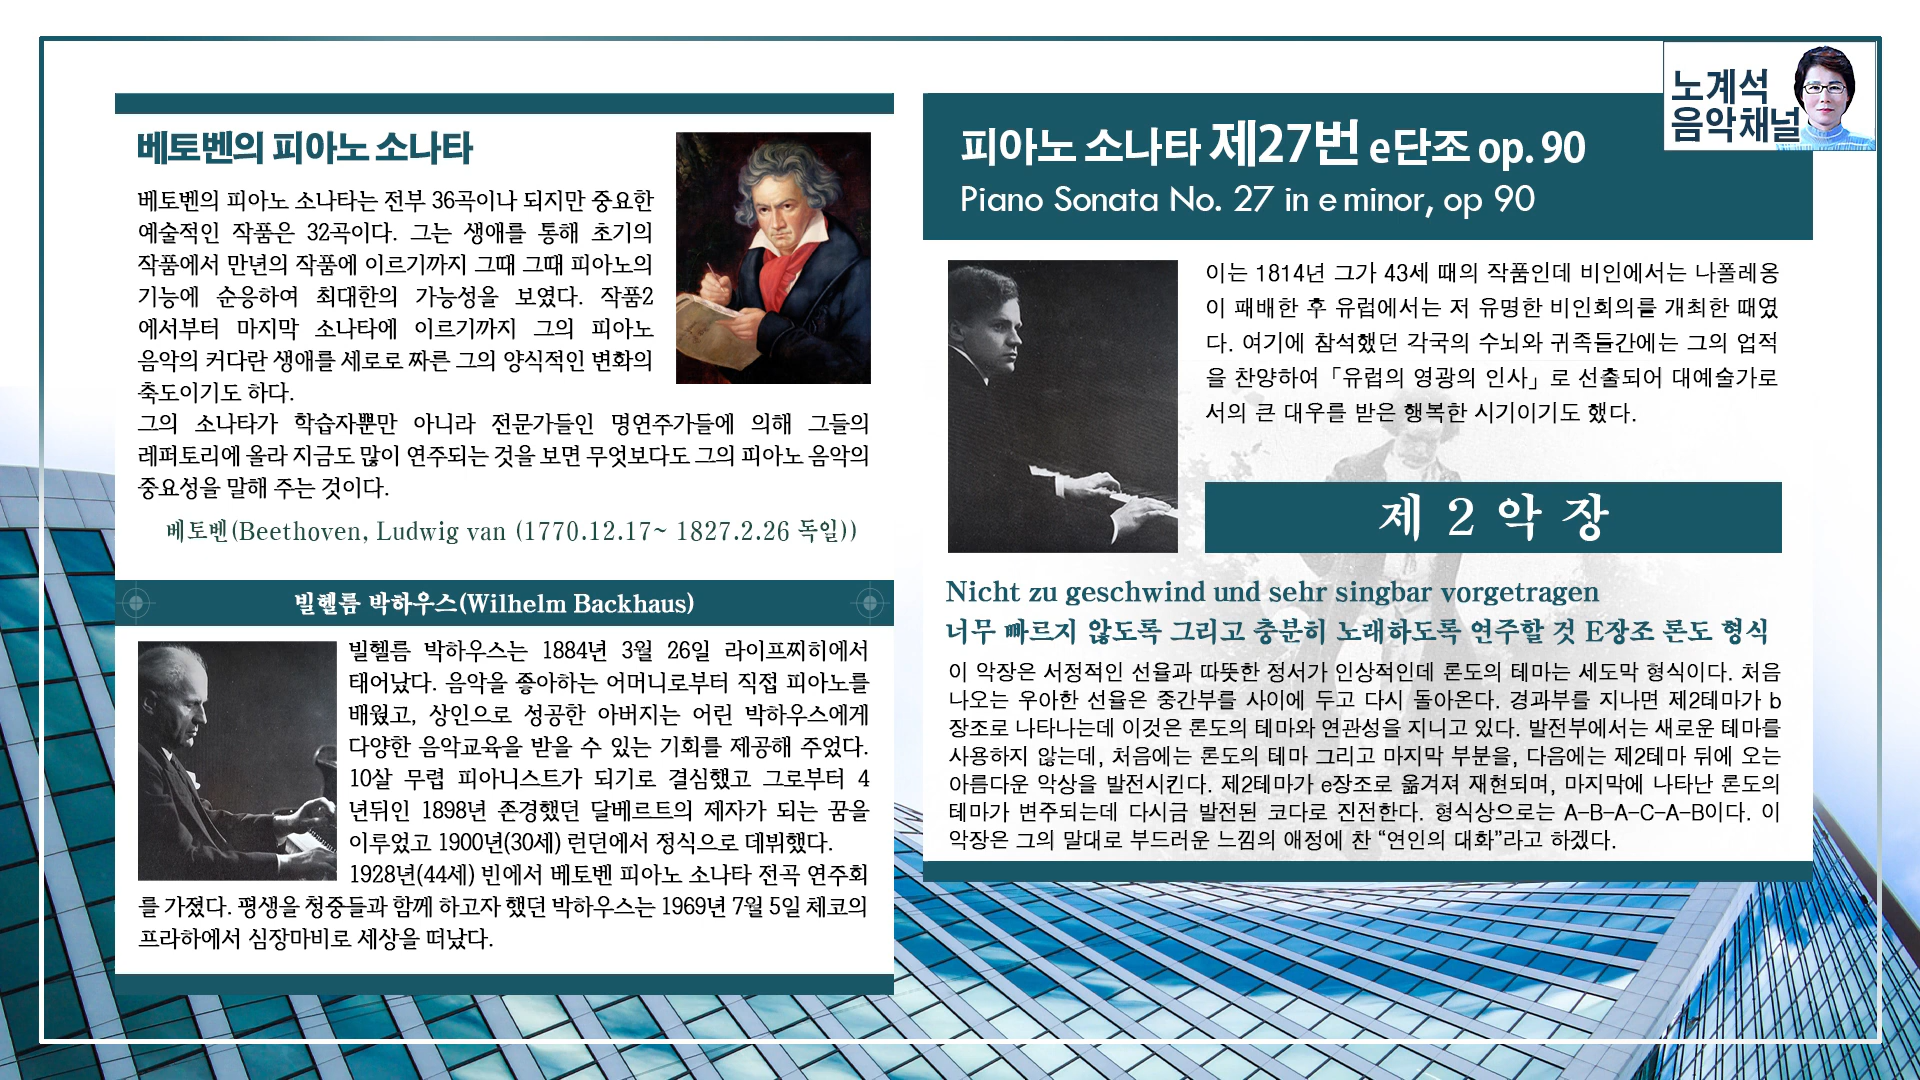 베토벤의 피아노 소나타
베토벤의 피아노 소나타는 전부 36곡이나 되지만 중요한
예술적인 작품은 32곡이다. 그는 생애를 통해 초기의
작품에서 만년의 작품에 이르기까지 그때 그때 피아노의
기능에 순응하여 최대한의 가능성을 보였다. 작품2
에서부터 마지막 소나타에 이르기까지 그의 피아노
음악의 커다란 생애를 세로로 짜른 그의 양식적인 변화의
축도이기도 하다.
그의 소나타가 학습자뿐만 아니라 전문가들인 명연주가들에 의해 그들의
레퍼토리에 올라 지금도 많이 연주되는 것을 보면 무엇보다도 그의 피아노 음악의
중요성을 말해 주는 것이다.
베토벤(Beethoven, Ludwig van (1770.12.17~ 1827.2.26 독일))
빌헬름 박하우스(Wilhelm Backhaus)
빌헬름 박하우스는 1884년 3월 26일 라이프찌히에서
태어났다. 음악을 좋아하는 어머니로부터 직접 피아노를
배웠고, 상인으로 성공한 아버지는 어린 박하우스에게
다양한 음악교육을 받을 수 있는 기회를 제공해 주었다.
10살 무렵 피아니스트가 되기로 결심했고 그로부터 4
년뒤인 1898년 존경했던 달베르트의 제자가 되는 꿈을
이루었고 1900년(30세) 런던에서 정식으로 데뷔했다.
1928년(44세) 빈에서 베토벤 피아노 소나타 전곡 연주회
를 가졌다. 평생을 청중들과 함께 하고자 했던 박하우스는 1969년 7월 5일 체코의
프라하에서 심장마비로 세상을 떠났다.
노계석
음악채널
피아노 소나타 제27번 e단조 op. 90
Piano Sonata No. 27 in e minor, op 90
이는 1814년 그가 43세 때의 작품인데 비인에서는 나폴레옹
이 패배한 후 유럽에서는 저 유명한 비인회의를 개최한 때였
다. 여기에 참석했던 각국의 수뇌와 귀족들간에는 그의 업적
을 찬양하여「유럽의 영광의 인사」로 선출되어 대예술가로
서의 큰 대우를 받은 행복한 시기이기도 했다.
제 2 악 장
Nicht zu geschwind und sehr singbar vorgetragen
너무 빠르지 않도록 그리고 충분히 노래하도록 연주할 것 E장조 론도 형식
이 악장은 서정적인 선율과 따뜻한 정서가 인상적인데 론도의 테마는 세도막 형식이다. 처음
나오는 우아한 선율은 중간부를 사이에 두고 다시 돌아온다. 경과부를 지나면 제2테마가 b
장조로 나타나는데 이것은 론도의 테마와 연관성을 지니고 있다. 발전부에서는 새로운 테마를
사용하지 않는데, 처음에는 론도의 테마 그리고 마지막 부분을, 다음에는 제2테마 뒤에 오는
아름다운 악상을 발전시킨다. 제2테마가 e장조로 옮겨져 재현되며, 마지막에 나타난 론도의
테마가 변주되는데 다시금 발전된 코다로 진전한다. 형식상으로는 A-B-A-C-A-B이다. 이
악장은 그의 말대로 부드러운 느낌의 애정에 찬 “연인의 대화”라고 하겠다.